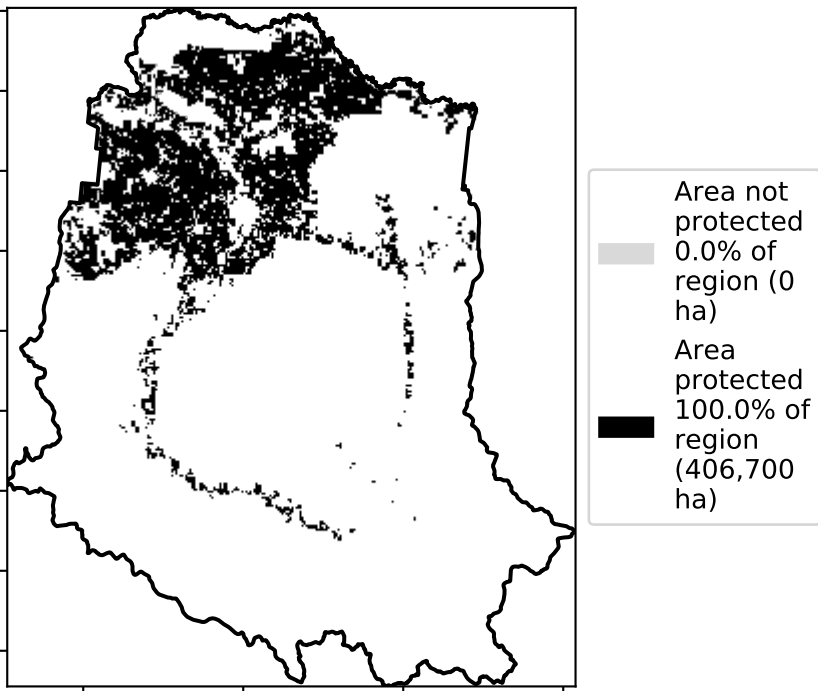 Area not
protected
0.0% of
region (0
ha)
Area
protected
100.0% of
region
(406,700
ha)